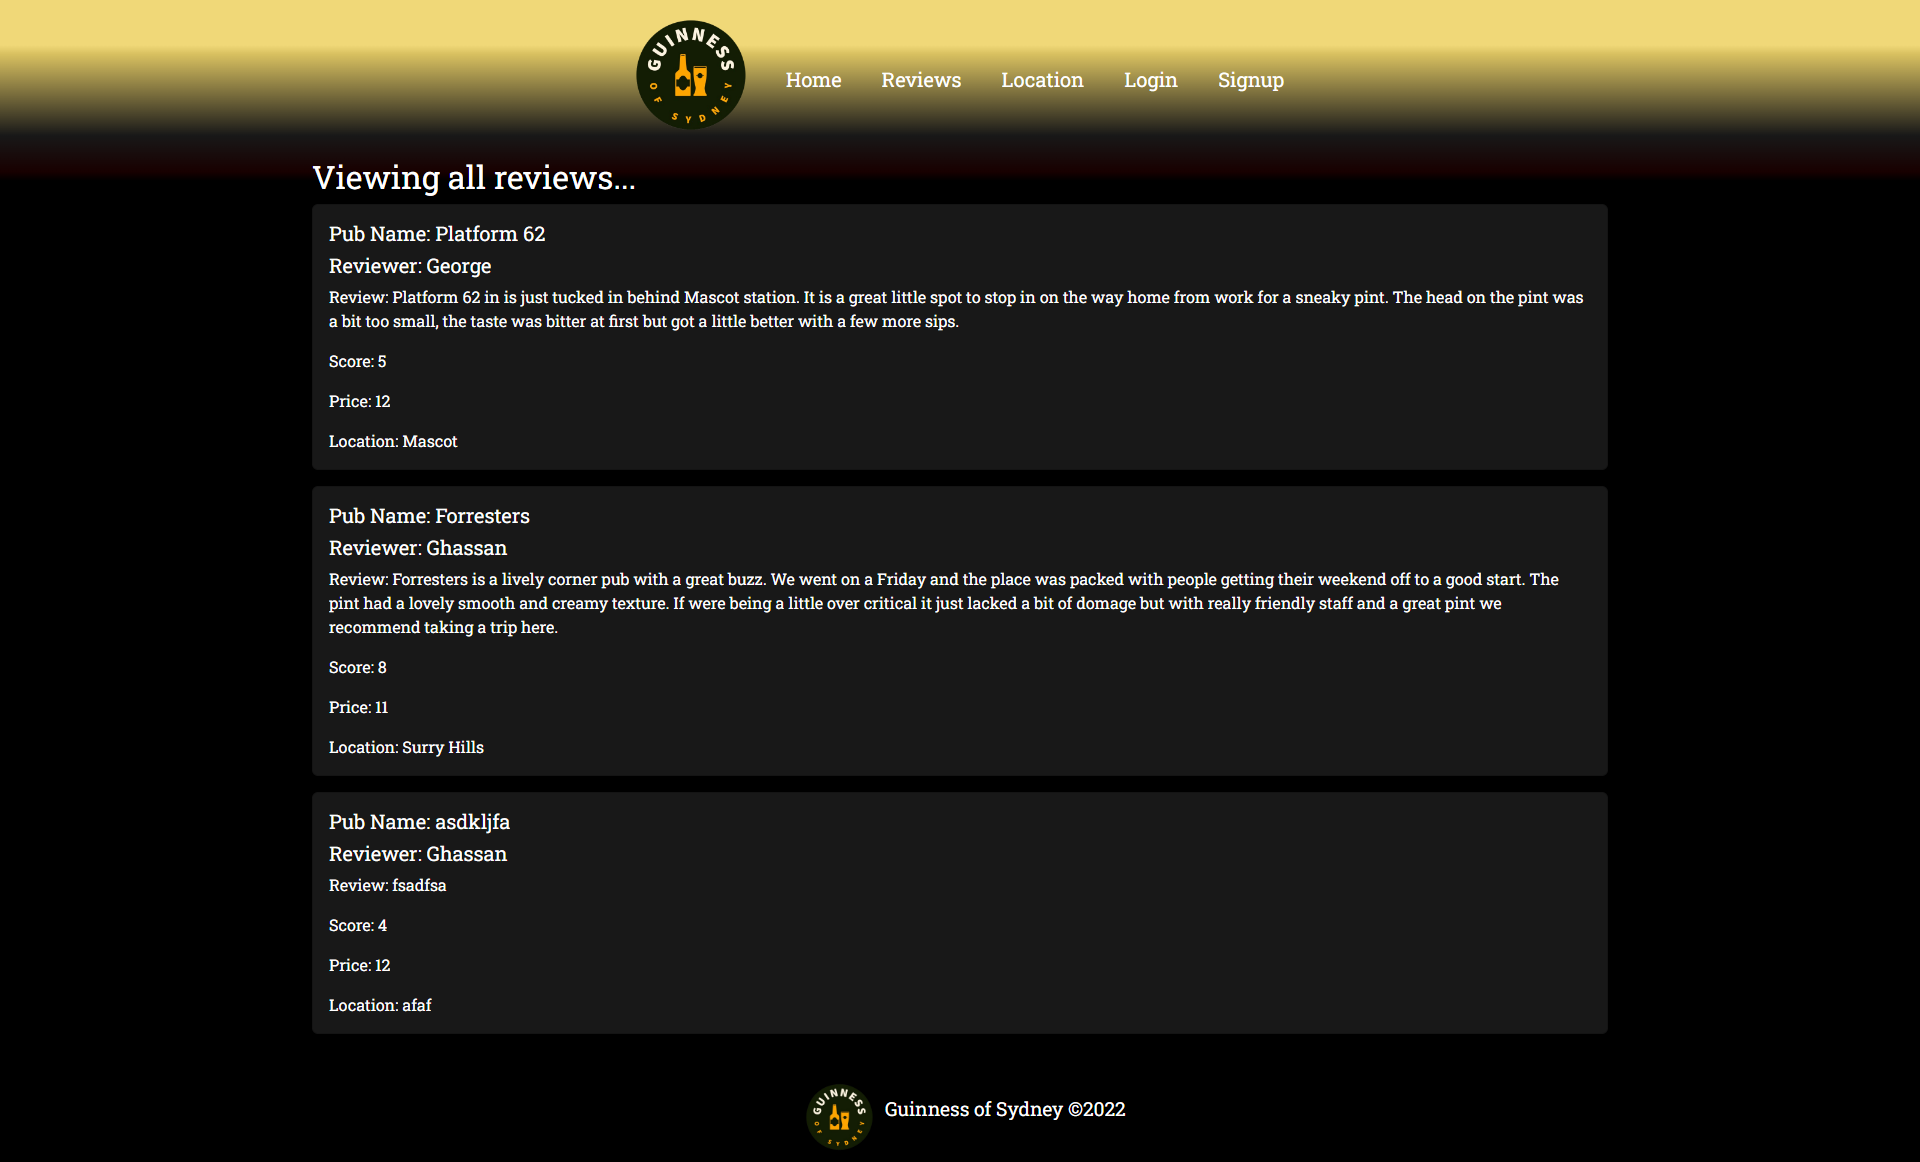 GUINNESS
OF SYDNEY
Home
Reviews
Location
Login
Signup
Viewing all reviews...
Pub Name: Platform 62
Reviewer: George
Review: Platform 62 in is just tucked in behind Mascot station. It is a great little spot to stop in on the way home from work for a sneaky pint. The head on the pint was
a bit too small, the taste was bitter at first but got a little better with a few more sips.
Score: 5
Price: 12
Location: Mascot
Pub Name: Forresters
Reviewer: Ghassan
Review: Forresters is a lively corner pub with a great buzz. We went on a Friday and the place was packed with people getting their weekend off to a good start. The
pint had a lovely smooth and creamy texture. If were being a little over critical it just lacked a bit of domage but with really friendly staff and a great pint we
recommend taking a trip here.
Score: 8
Price: 11
Location: Surry Hills
Pub Name: asdkljfa
Reviewer: Ghassan
Review: fsadfsa
Score: 4
Price: 12
Location: afaf
GUINNESS
OF SYDNEY
Guinness of Sydney ©2022